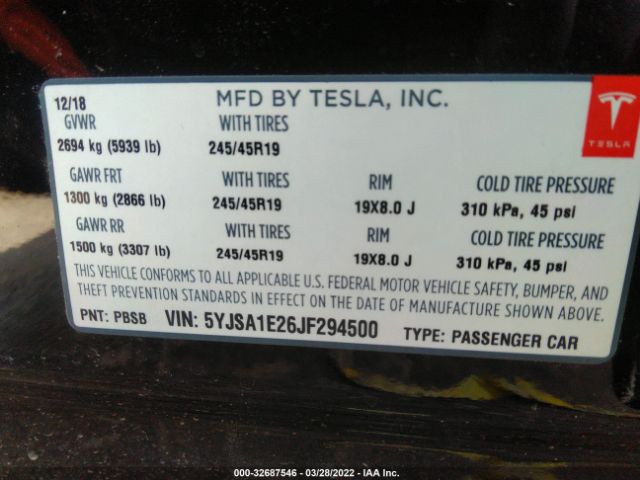 12/18 MFD BY TESLA, INC.
GVWR WITH TIRES
2694 kg (5939 lb) 245/45R19
TESLA
GAWR FRT WITH TIRES RIM COLD TIRE PRESSURE
1300 kg (2866 lb) 245/45R19 19X8.0 J 310 kPa, 45 psi
GAWR RR WITH TIRES RIM COLD TIRE PRESSURE
1500 kg (3307 lb) 245/45R19 19X8.0 J 310 kPa, 45 psi
THIS VEHICLE CONFORMS TO ALL APPLICABLE U.S. FEDERAL MOTOR VEHICLE SAFETY, BUMPER, AND
THEFT PREVENTION STANDARDS IN EFFECT ON THE DATE OF MANUFACTURE SHOWN ABOVE.
PNT: PBSB VIN: 5YJSA1E26JF294500 TYPE: PASSENGER CAR
000-32687546 - 03/28/2022 - IAA Inc.